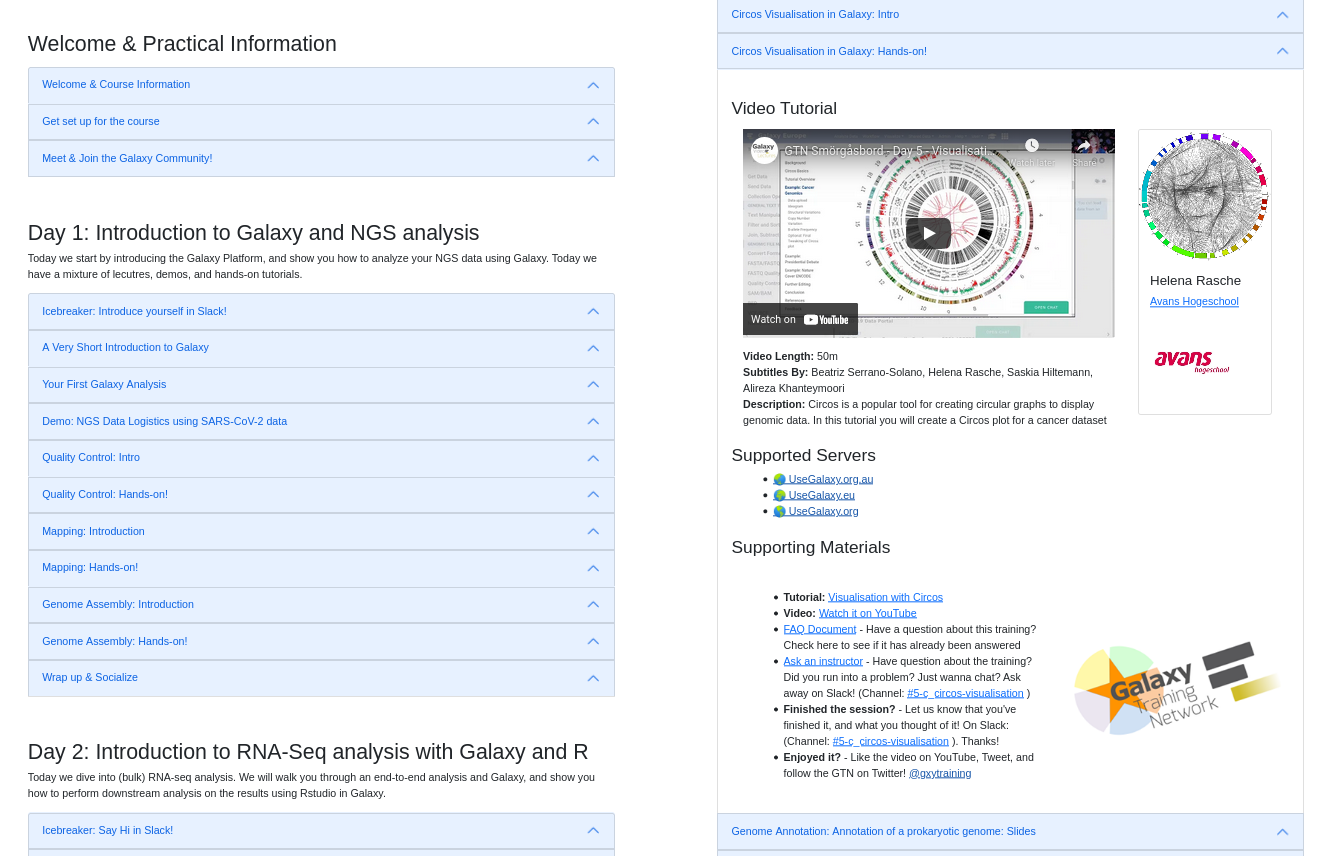 Welcome & Practical Information
Welcome & Course Information
Get set up for the course
Meet & Join the Galaxy Community!
Day 1: Introduction to Galaxy and NGS analysis
Today we start by introducing the Galaxy Platform, and show you how to analyze your NGS data using Galaxy. Today we
have a mixture of lecutres, demos, and hands-on tutorials.
Icebreaker: Introduce yourself in Slack!
A Very Short Introduction to Galaxy
Your First Galaxy Analysis
Demo: NGS Data Logistics using SARS-CoV-2 data
Quality Control: Intro
Quality Control: Hands-on!
Mapping: Introduction
Mapping: Hands-on!
Genome Assembly: Introduction
Genome Assembly: Hands-on!
Wrap up & Socialize
Day 2: Introduction to RNA-Seq analysis with Galaxy and R
Today we dive into (bulk) RNA-seq analysis. We will walk you through an end-to-end analysis and Galaxy, and show you
how to perform downstream analysis on the results using Rstudio in Galaxy.
Icebreaker: Say Hi in Slack!
Circos Visualisation in Galaxy: Intro
Circos Visualisation in Galaxy: Hands-on!
Video Tutorial
GTN Smörgåsbord - Day 5 - Visualisati...
Watch later
Share
Watch on YouTube
Helena Rasche
Avans Hogeschool
avans
hogeschool
Video Length: 50m
Subtitles By: Beatriz Serrano-Solano, Helena Rasche, Saskia Hiltemann,
Alireza Khanteymoori
Description: Circos is a popular tool for creating circular graphs to display
genomic data. In this tutorial you will create a Circos plot for a cancer dataset
Supported Servers
UseGalaxy.org.au
UseGalaxy.eu
UseGalaxy.org
Supporting Materials
Tutorial: Visualisation with Circos
Video: Watch it on YouTube
FAQ Document - Have a question about this training?
Check here to see if it has already been answered
Ask an instructor - Have question about the training?
Did you run into a problem? Just wanna chat? Ask
away on Slack! (Channel: #5-c_circos-visualisation )
Finished the session? - Let us know that you've
finished it, and what you thought of it! On Slack:
(Channel: #5-c_circos-visualisation ). Thanks!
Enjoyed it? - Like the video on YouTube, Tweet, and
follow the GTN on Twitter! @gxytraining
Galaxy
Training
Network
Genome Annotation: Annotation of a prokaryotic genome: Slides